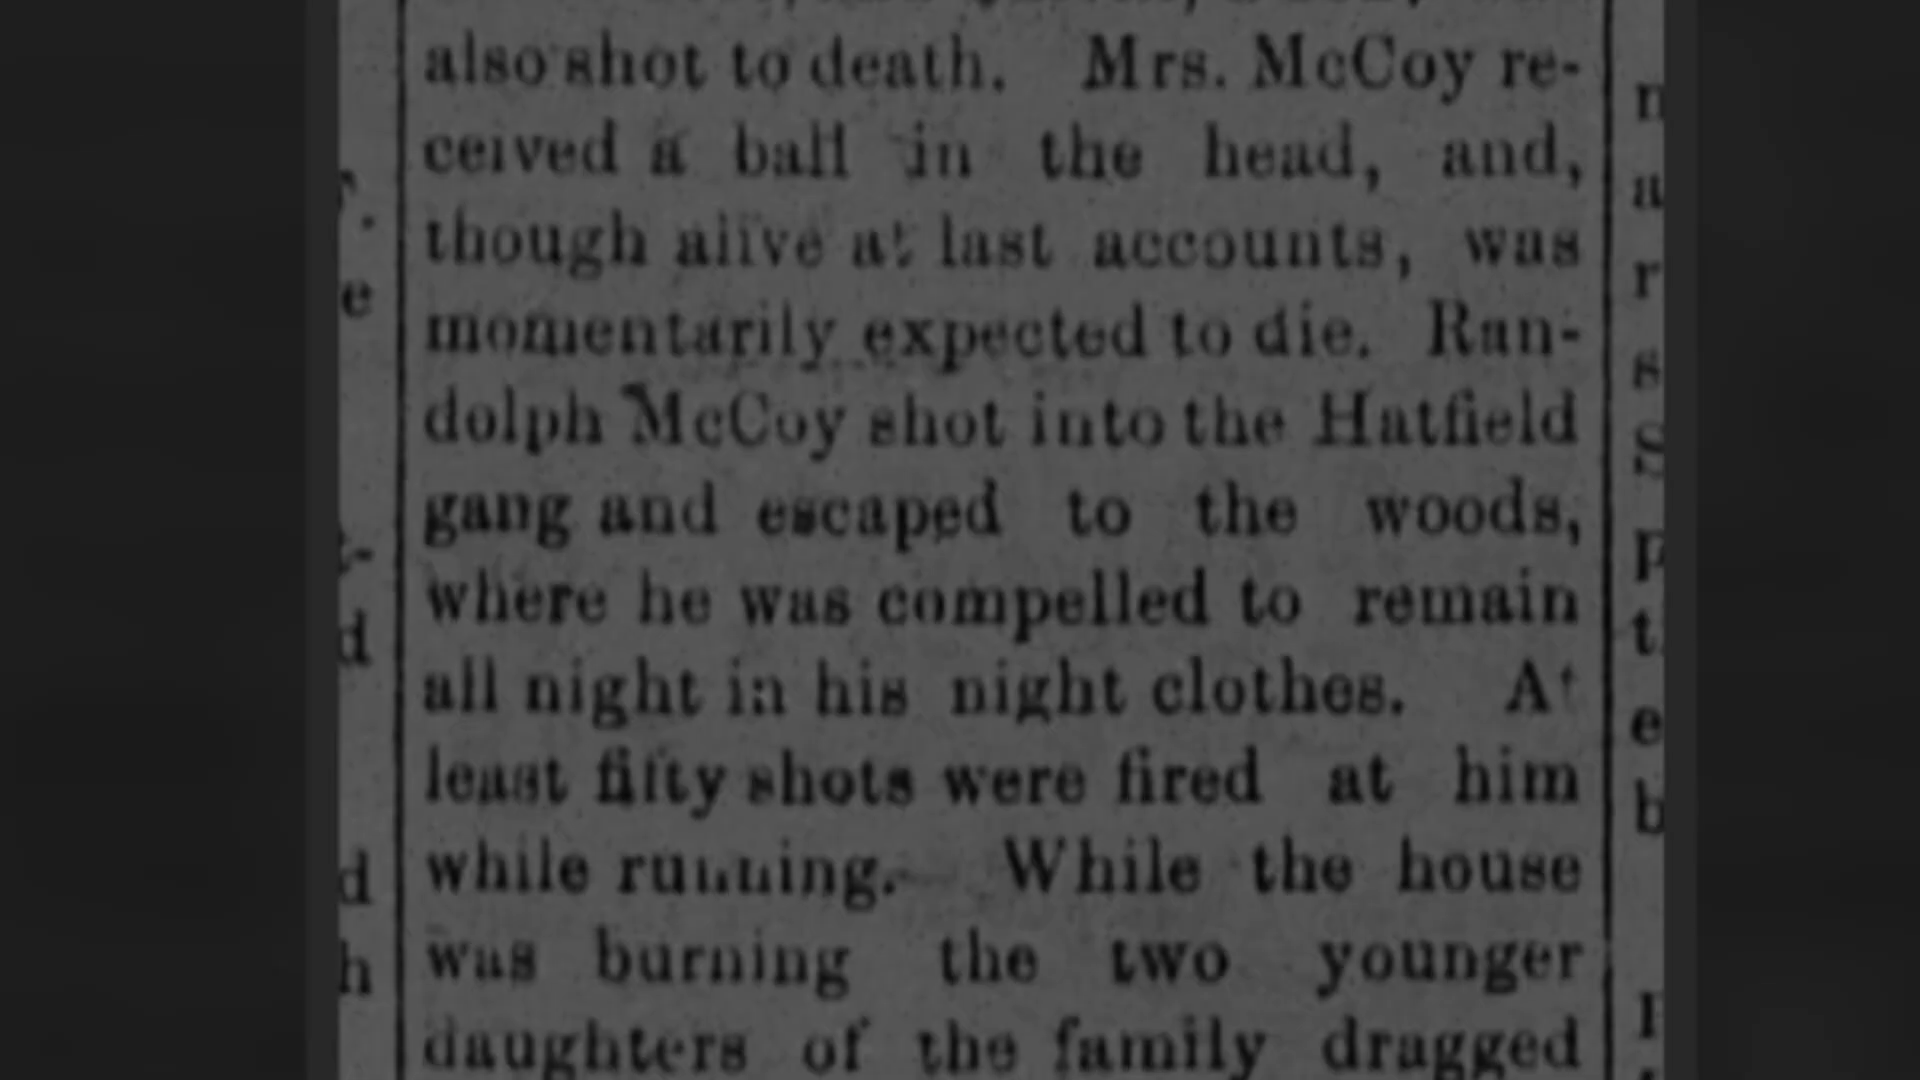 also shot to death. Mrs. McCoy re-
ceived a ball in the head, and,
though alive at last accounts, was
momentarily expected to die. Ran-
dolph McCoy shot into the Hatfield
gang and escaped to the woods,
where he was compelled to remain
all night in his night clothes. At
least fifty shots were fired at him
while running. While the house
was burning the two younger
daughters of the family dragged